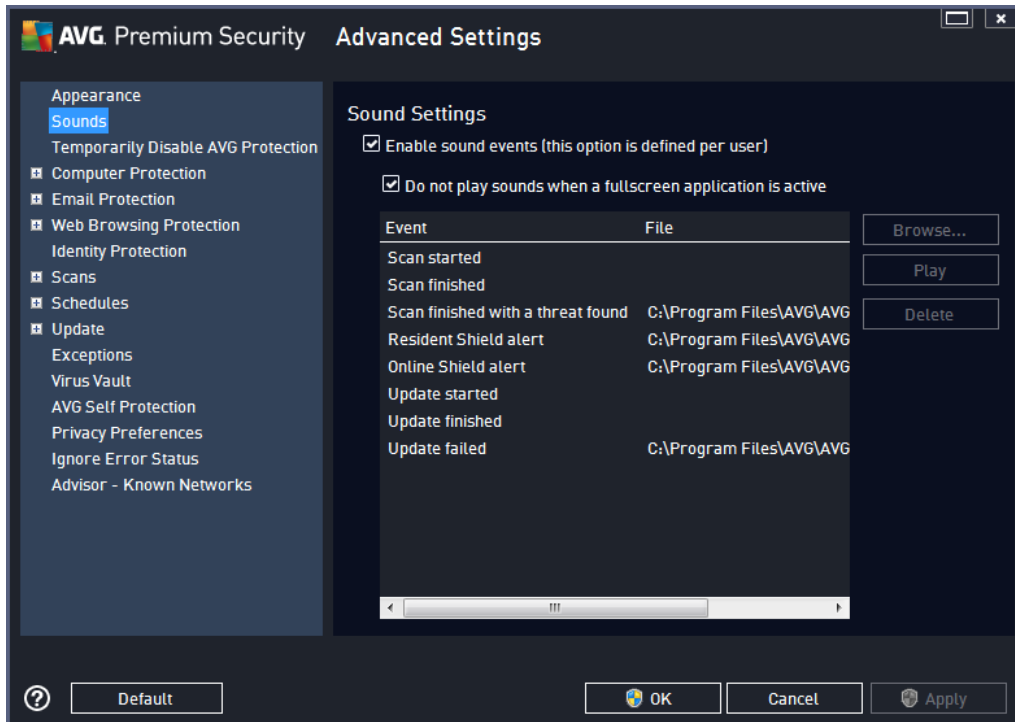 AVG. Premium Security Advanced Settings
Appearance
Sounds
Temporarily Disable AVG Protection
Computer Protection
Email Protection
Web Browsing Protection
Identity Protection
Scans
Schedules
Update
Exceptions
Virus Vault
AVG Self Protection
Privacy Preferences
Ignore Error Status
Advisor - Known Networks
Sound Settings
Enable sound events (this option is defined per user)
Do not play sounds when a fullscreen application is active
Event File
Scan started
Scan finished
Scan finished with a threat found C:\Program Files\AVG\AVG
Resident Shield alert C:\Program Files\AVG\AVG
Online Shield alert C:\Program Files\AVG\AVG
Update started
Update finished
Update failed C:\Program Files\AVG\AVG
Browse...
Play
Delete
Default OK Cancel Apply